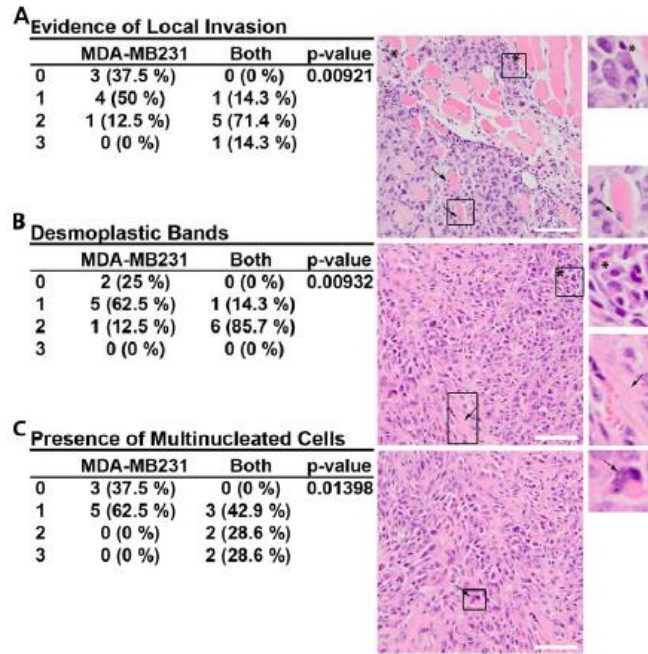 A Evidence of Local Invasion
MDA-MB231 Both p-value
0 3 (37.5 %) 0 (0 %) 0.00921
1 4 (50 %) 1 (14.3 %)
2 1 (12.5 %) 5 (71.4 %)
3 0 (0 %) 1 (14.3 %)
B Desmoplastic Bands
MDA-MB231 Both p-value
0 2 (25 %) 0 (0 %) 0.00932
1 5 (62.5 %) 1 (14.3 %)
2 1 (12.5 %) 6 (85.7 %)
3 0 (0 %) 0 (0 %)
C Presence of Multinucleated Cells
MDA-MB231 Both p-value
0 3 (37.5 %) 0 (0 %) 0.01398
1 5 (62.5 %) 3 (42.9 %)
2 0 (0 %) 2 (28.6 %)
3 0 (0 %) 2 (28.6 %)